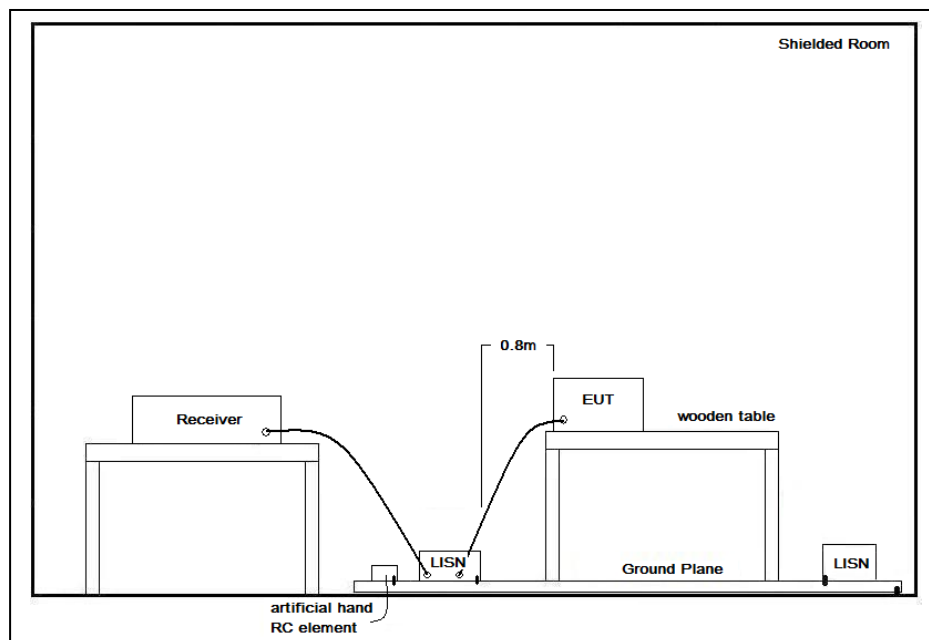 Shielded Room
0.8m
EUT
wooden table
Receiver
LISN
Ground Plane
LISN
artificial hand
RC element